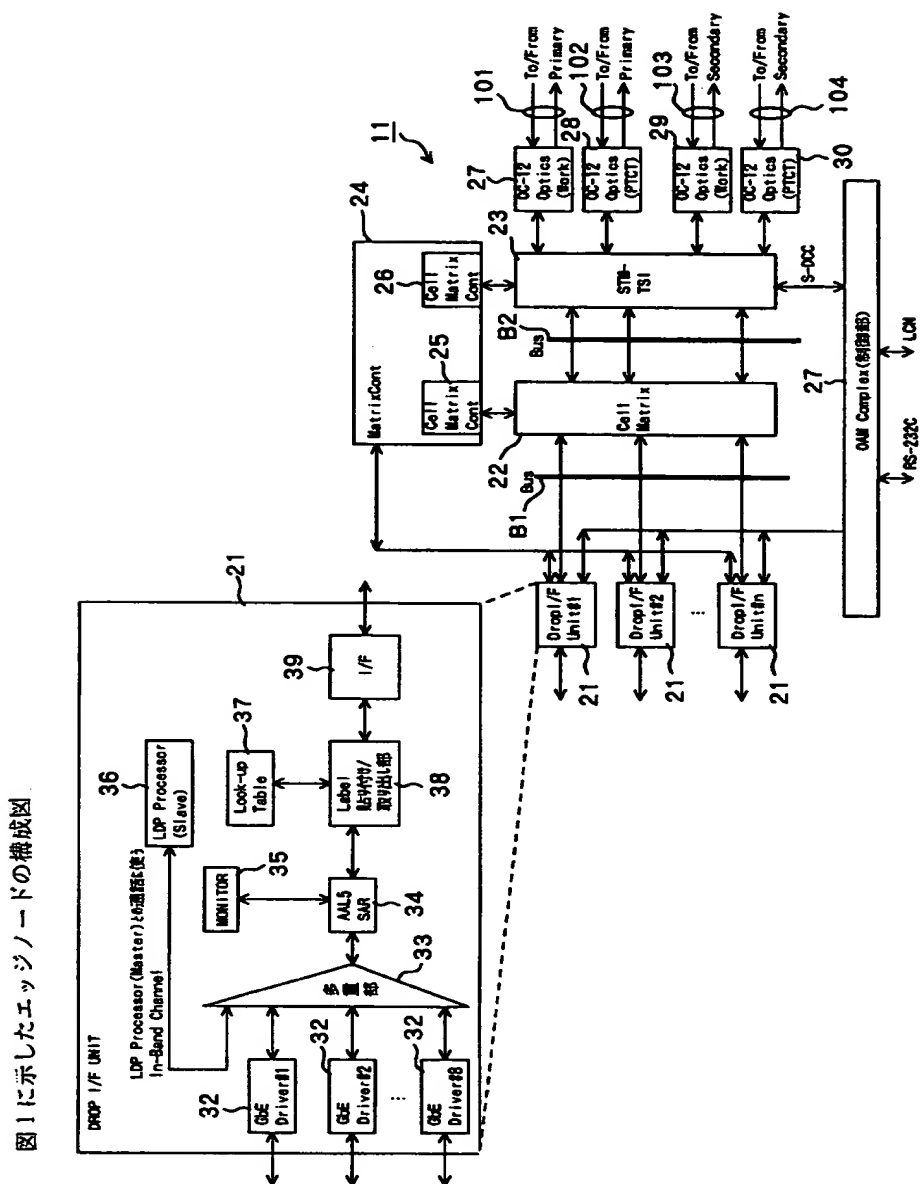 図1に示したエッジノードの構成図
DROP I/F UNIT
21
LDP Processor(Master)との通話に使う
In-Band Channel
36
LDP Processor
(Slave)
37
Look-up
Table
35
MONITOR
39
I/F
Label
貼り付け/
取り出し部
38
AAL5
SAR
34
多重部
33
32
GbE
Driver#1
32
GbE
Driver#2
...
32
GbE
Driver#8
11
24
MatrixCont
25
Cell
Matrix
Cont
26
Cell
Matrix
Cont
DropI/F
Unit#1
21
DropI/F
Unit#2
21
...
DropI/F
Unit#n
21
B1
Bus
22
Cell
Matrix
B2
Bus
23
STM-
TSI
27
OC-12
Optics
(Work)
101
To/From
Primary
28
OC-12
Optics
(PTCT)
102
To/From
Primary
29
OC-12
Optics
(Work)
103
To/From
Secondary
30
OC-12
Optics
(PTCT)
104
To/From
Secondary
S-DCC
OAM Complex(制御部)
27
RS-232C
LCN